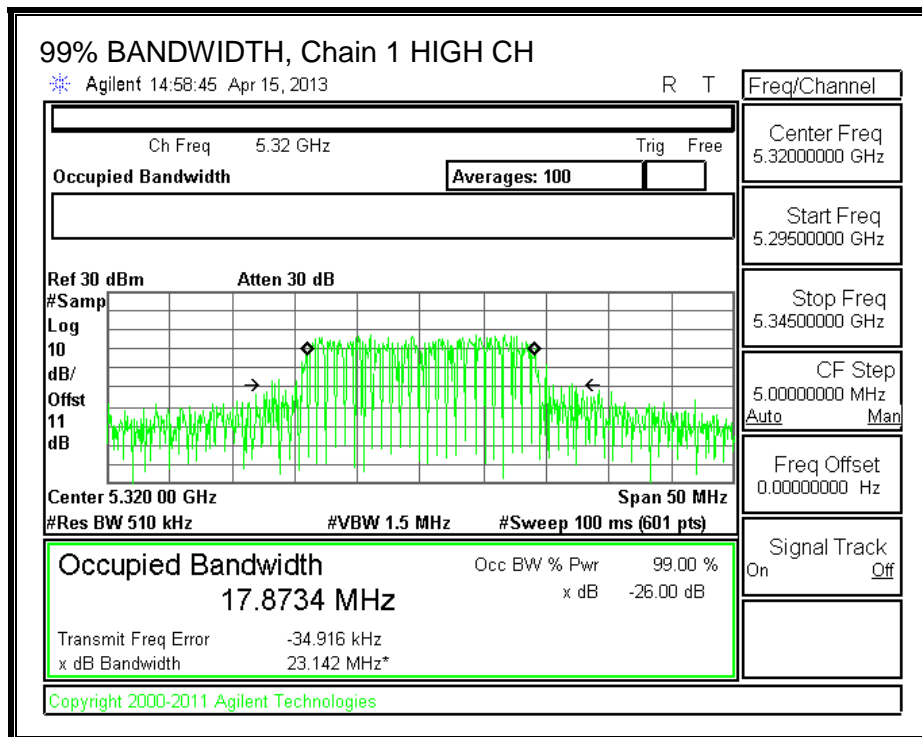 99% BANDWIDTH, Chain 1 HIGH CH
Agilent 14:58:45 Apr 15, 2013 R T
Freq/Channel
Ch Freq 5.32 GHz Trig Free
Occupied Bandwidth Averages: 100
Center Freq
5.32000000 GHz
Start Freq
5.29500000 GHz
Ref 30 dBm Atten 30 dB
#Samp
Log
10
dB/
Offst
11
dB
Stop Freq
5.34500000 GHz
CF Step
5.00000000 MHz
Auto Man
Freq Offset
0.00000000 Hz
Center 5.320 00 GHz Span 50 MHz
#Res BW 510 kHz #VBW 1.5 MHz #Sweep 100 ms (601 pts)
Signal Track
On Off
Occupied Bandwidth Occ BW % Pwr 99.00 %
17.8734 MHz x dB -26.00 dB
Transmit Freq Error -34.916 kHz
x dB Bandwidth 23.142 MHz*
Copyright 2000-2011 Agilent Technologies